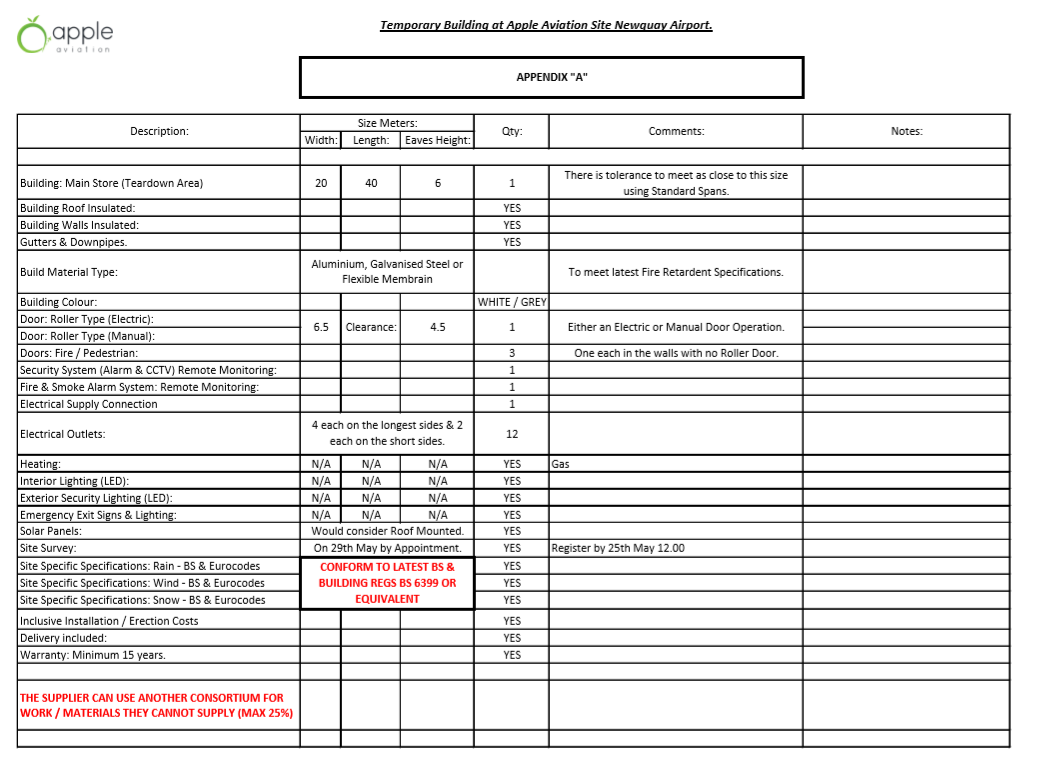 apple
aviation
Temporary Building at Apple Aviation Site Newquay Airport.
APPENDIX "A"
Description:
Size Meters:
Qty:
Comments:
Notes:
Width:
Length:
Eaves Height:
Building: Main Store (Teardown Area)
20
40
6
1
There is tolerance to meet as close to this size
using Standard Spans.
Building Roof Insulated:
YES
Building Walls Insulated:
YES
Gutters & Downpipes.
YES
Build Material Type:
Aluminium, Galvanised Steel or
Flexible Membrain
To meet latest Fire Retardent Specifications.
Building Colour:
WHITE / GREY
Door: Roller Type (Electric):
Door: Roller Type (Manual):
6.5
Clearance:
4.5
1
Either an Electric or Manual Door Operation.
Doors: Fire / Pedestrian:
3
One each in the walls with no Roller Door.
Security System (Alarm & CCTV) Remote Monitoring:
1
Fire & Smoke Alarm System: Remote Monitoring:
1
Electrical Supply Connection
1
Electrical Outlets:
4 each on the longest sides & 2
each on the short sides.
12
Heating:
N/A
N/A
N/A
YES
Gas
Interior Lighting (LED):
N/A
N/A
N/A
YES
Exterior Security Lighting (LED):
N/A
N/A
N/A
YES
Emergency Exit Signs & Lighting:
N/A
N/A
N/A
YES
Solar Panels:
Would consider Roof Mounted.
YES
Site Survey:
On 29th May by Appointment.
YES
Register by 25th May 12.00
Site Specific Specifications: Rain - BS & Eurocodes
YES
Site Specific Specifications: Wind - BS & Eurocodes
YES
Site Specific Specifications: Snow - BS & Eurocodes
YES
CONFORM TO LATEST BS &
BUILDING REGS BS 6399 OR
EQUIVALENT
Inclusive Installation / Erection Costs
YES
Delivery included:
YES
Warranty: Minimum 15 years.
YES
THE SUPPLIER CAN USE ANOTHER CONSORTIUM FOR
WORK / MATERIALS THEY CANNOT SUPPLY (MAX 25%)